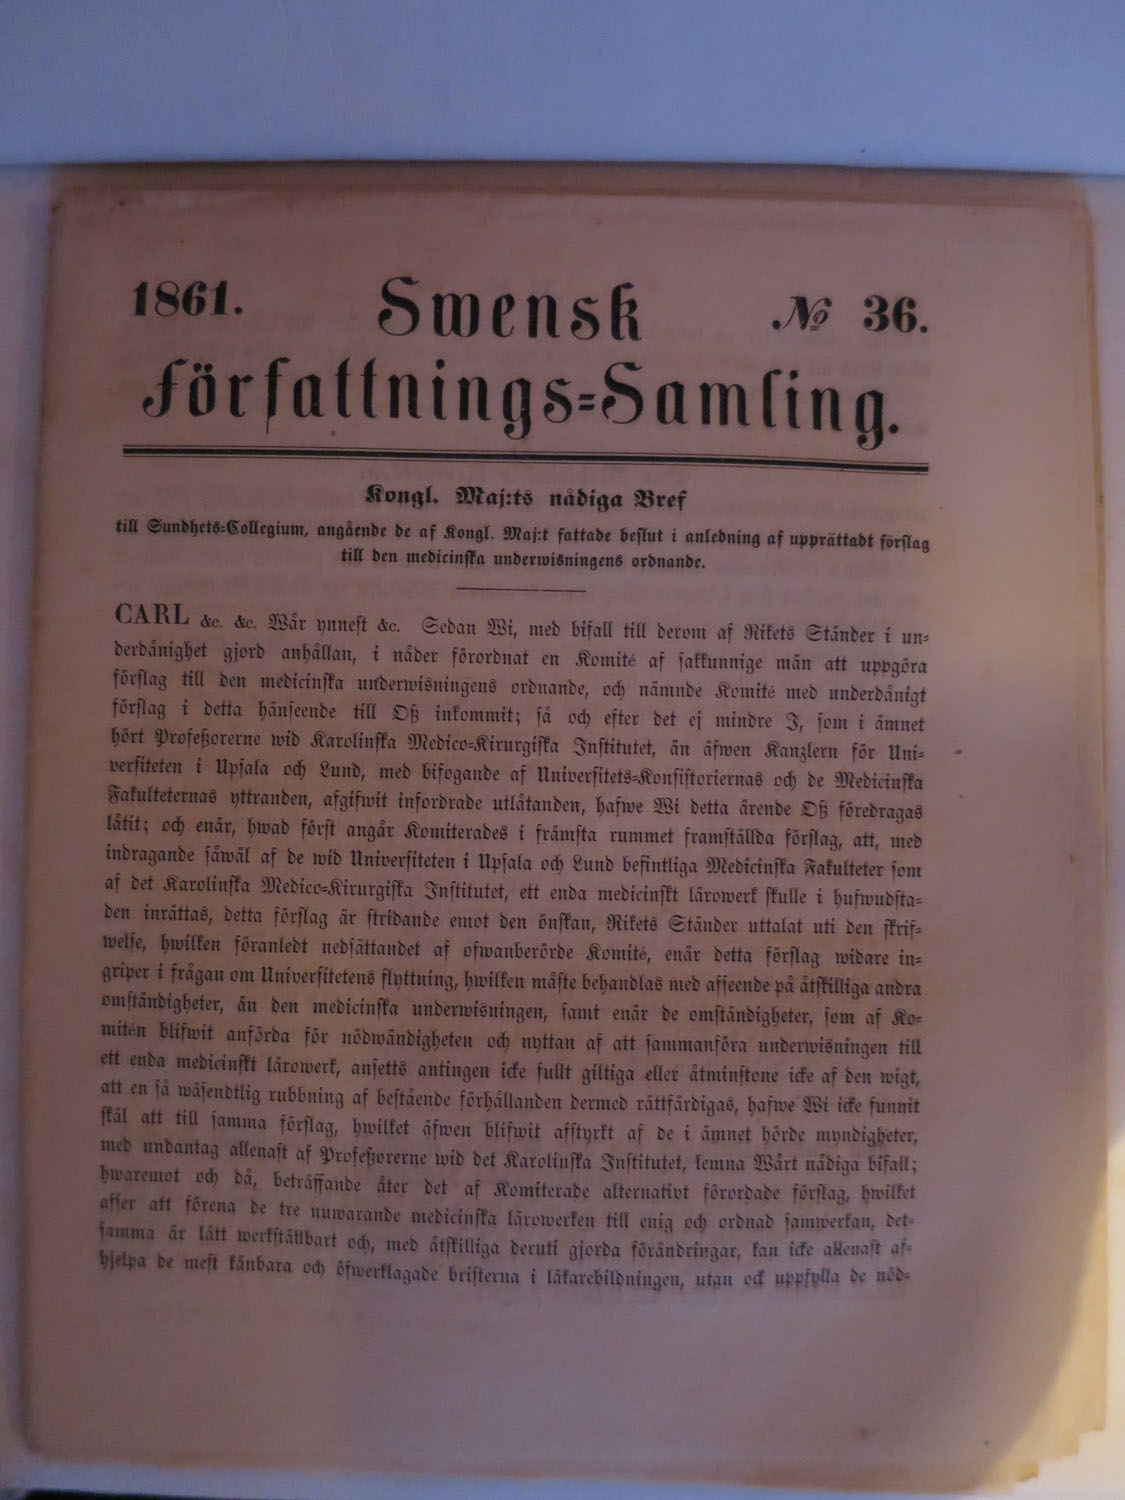 1861. Swensk № 36.
Författnings=Samling.
Kongl. Maj:ts nådiga Bref
till Sundhets=Collegium, angående de af Kongl. Maj:t fattade beslut i anledning af upprättadt förslag
till den medicinska underwisningens ordnande.
CARL &c. &c. Wår ynnest &c. Sedan Wi, med bifall till derom af Rikets Ständer i un=
derdånighet gjord anhållan, i nåder förordnat en Komité af sakkunnige män att uppgöra
förslag till den medicinska underwisningens ordnande, och nämnde Komité med underdånigt
förslag i detta hänseende till Oß inkommit; så och efter det ej mindre I, som i ämnet
hört Profeßorerne wid Karolinska Medico=Kirurgiska Institutet, än äfwen Kanzlern för Uni=
versiteten i Upsala och Lund, med bifogande af Universitets=Konsistoriernas och de Medicinska
Fakulteternas yttranden, afgifwit infordrade utlåtanden, hafwe Wi detta ärende Oß föredragas
låtit; och enär, hwad först angår Komiterades i främsta rummet framställda förslag, att, med
indragande såwäl af de wid Universiteten i Upsala och Lund befintliga Medicinska Fakulteter som
af det Karolinska Medico=Kirurgiska Institutet, ett enda medicinskt lärowerk skulle i hufwudsta=
den inrättas, detta förslag är stridande emot den önskan, Rikets Ständer uttalat uti den skrif=
welse, hwilken föranledt nedsättandet af ofwanberörde Komité, enär detta förslag widare in=
griper i frågan om Universitetens flyttning, hwilken måste behandlas med afseende på åtskilliga andra
omständigheter, än den medicinska underwisningen, samt enär de omständigheter, som af Ko=
mitén blifwit anförda för nödwändigheten och nyttan af att sammanföra underwisningen till
ett enda medicinskt lärowerk, ansetts antingen icke fullt giltiga eller åtminstone icke af den wigt,
att en så wäsendtlig rubbning af bestående förhållanden dermed rättfärdigas, hafwe Wi icke funnit
skäl att till samma förslag, hwilket äfwen blifwit afstyrkt af de i ämnet hörde myndigheter,
med undantag allenast af Profeßorerne wid det Karolinska Institutet, lemna Wårt nådiga bifall;
hwaremot och då, beträffande åter det af Komiterade alternativt förordade förslag, hwilket
afser att förena de tre nuwarande medicinska lärowerken till enig och ordnad samwerkan, det=
samma är lätt werkställbart och, med åtskilliga deruti gjorda förändringar, kan icke allenast af=
hjelpa de mest kånbara och öfwerklagade bristerna i läkarebildningen, utan ock uppfylla de nöd=